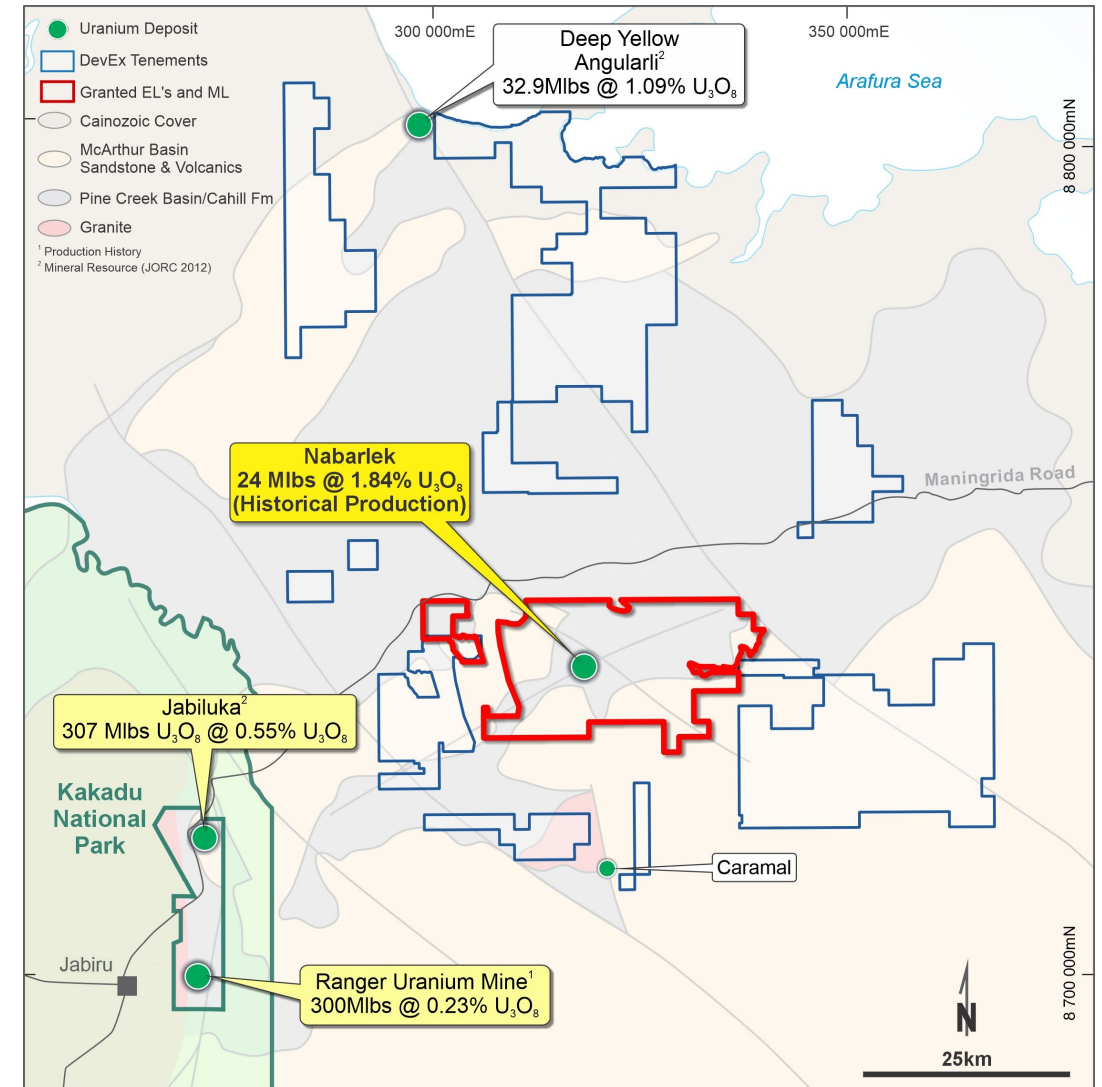 Uranium Deposit
DevEx Tenements
Granted EL's and ML
Cainozoic Cover
McArthur Basin
Sandstone & Volcanics
Pine Creek Basin/Cahill Fm
Granite
¹ Production History
² Mineral Resource (JORC 2012)
300 000mE
350 000mE
Deep Yellow
Angularli²
32.9Mlbs @ 1.09% U₃O₈
Arafura Sea
8 800 000mN
Nabarlek
24 Mlbs @ 1.84% U₃O₈
(Historical Production)
Maningrida Road
Jabiluka²
307 Mlbs U₃O₈ @ 0.55% U₃O₈
Kakadu
National
Park
Caramal
Jabiru
Ranger Uranium Mine¹
300Mlbs @ 0.23% U₃O₈
8 700 000mN
N
25km